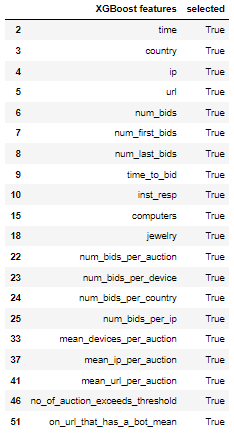 XGBoost features selected
2 time True
3 country True
4 ip True
5 url True
6 num_bids True
7 num_first_bids True
8 num_last_bids True
9 time_to_bid True
10 inst_resp True
15 computers True
18 jewelry True
22 num_bids_per_auction True
23 num_bids_per_device True
24 num_bids_per_country True
25 num_bids_per_ip True
33 mean_devices_per_auction True
37 mean_ip_per_auction True
41 mean_url_per_auction True
46 no_of_auction_exceeds_threshold True
51 on_url_that_has_a_bot_mean True